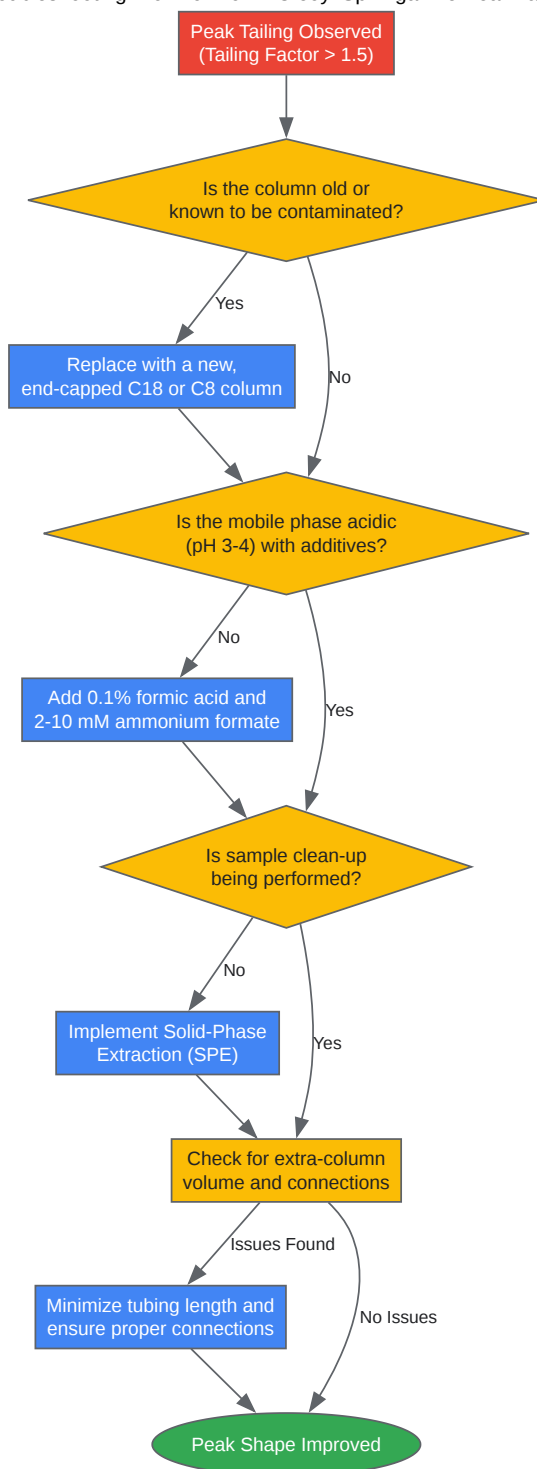 Peak Tailing Observed
(Tailing Factor > 1.5)
Is the column old or
known to be contaminated?
Yes
Replace with a new,
end-capped C18 or C8 column
No
Is the mobile phase acidic
(pH 3-4) with additives?
No
Add 0.1% formic acid and
2-10 mM ammonium formate
Yes
Is sample clean-up
being performed?
No
Implement Solid-Phase
Extraction (SPE)
Yes
Check for extra-column
volume and connections
Issues Found
Minimize tubing length and
ensure proper connections
No Issues
Peak Shape Improved